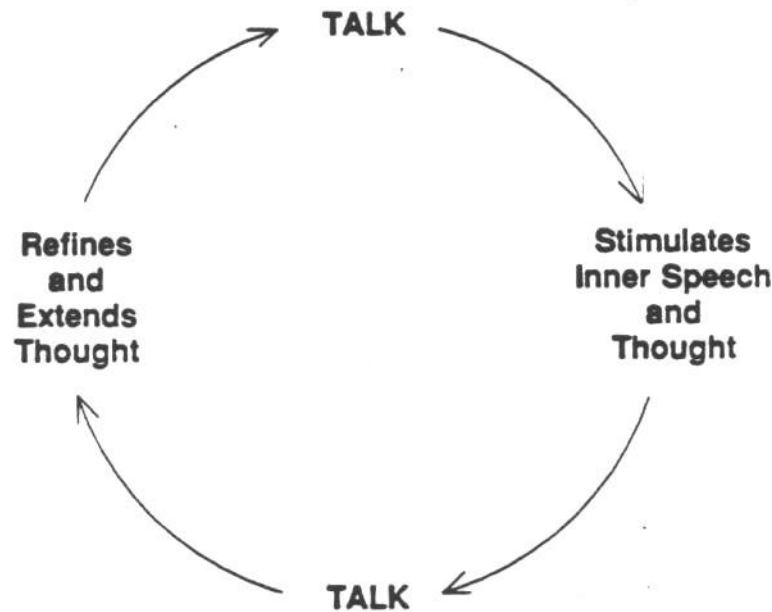 TALK
Stimulates
Inner Speech
and
Thought
TALK
Refines
and
Extends
Thought